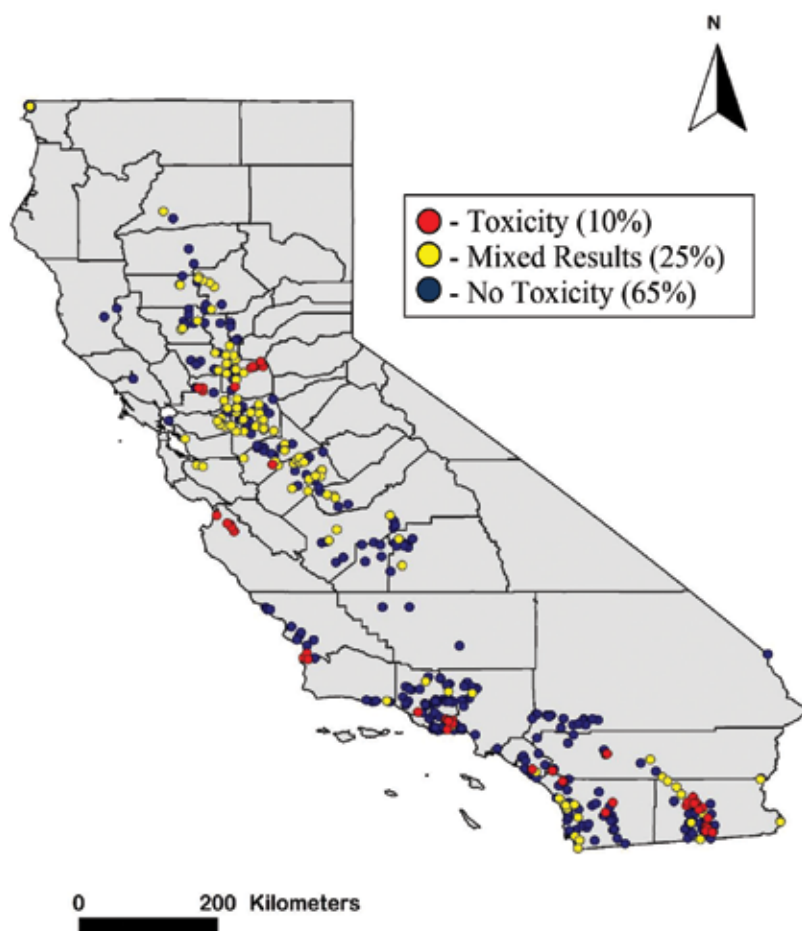 N
- Toxicity (10%)
- Mixed Results (25%)
- No Toxicity (65%)
0 200 Kilometers